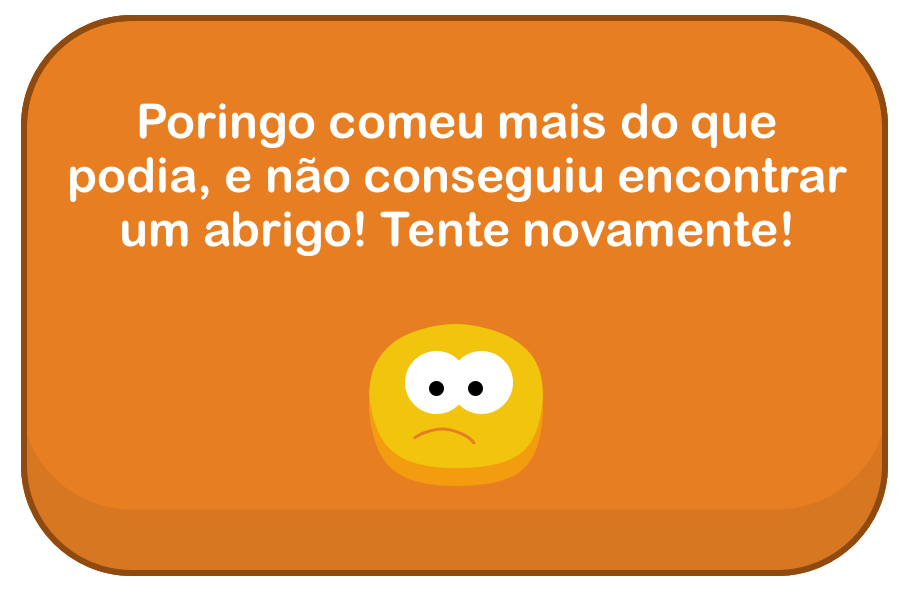 Poringo comeu mais do que
podia, e não conseguiu encontrar
um abrigo! Tente novamente!